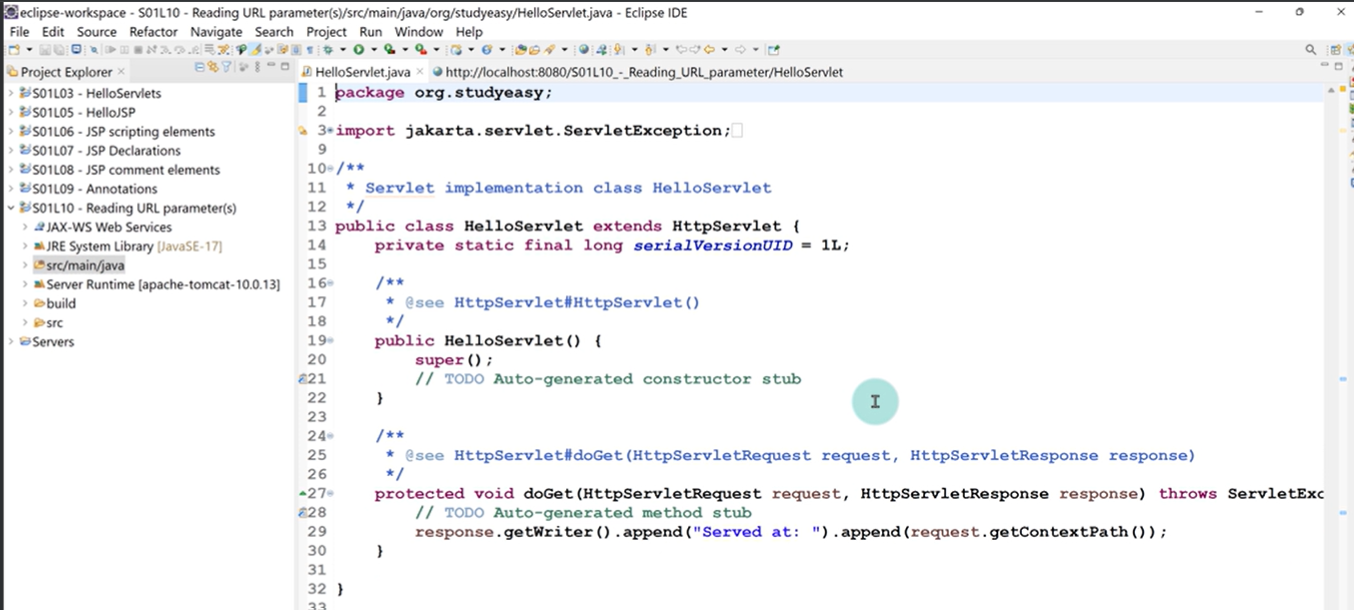 eclipse-workspace - S01L10 - Reading URL parameter(s)/src/main/java/org/studyeasy/HelloServlet.java - Eclipse IDE
File Edit Source Refactor Navigate Search Project Run Window Help
Project Explorer
S01L03 - HelloServlets
S01L05 - HelloJSP
S01L06 - JSP scripting elements
S01L07 - JSP Declarations
S01L08 - JSP comment elements
S01L09 - Annotations
S01L10 - Reading URL parameter(s)
JAX-WS Web Services
JRE System Library [JavaSE-17]
src/main/java
Server Runtime [apache-tomcat-10.0.13]
build
src
Servers
HelloServlet.java http://localhost:8080/S01L10_-_Reading_URL_parameter/HelloServlet
1 package org.studyeasy;
2
3 import jakarta.servlet.ServletException;
9
10 /**
11 * Servlet implementation class HelloServlet
12 */
13 public class HelloServlet extends HttpServlet {
14 private static final long serialVersionUID = 1L;
15
16 /**
17 * @see HttpServlet#HttpServlet()
18 */
19 public HelloServlet() {
20 super();
21 // TODO Auto-generated constructor stub
22 }
23
24 /**
25 * @see HttpServlet#doGet(HttpServletRequest request, HttpServletResponse response)
26 */
27 protected void doGet(HttpServletRequest request, HttpServletResponse response) throws ServletExc
28 // TODO Auto-generated method stub
29 response.getWriter().append("Served at: ").append(request.getContextPath());
30 }
31
32 }
33